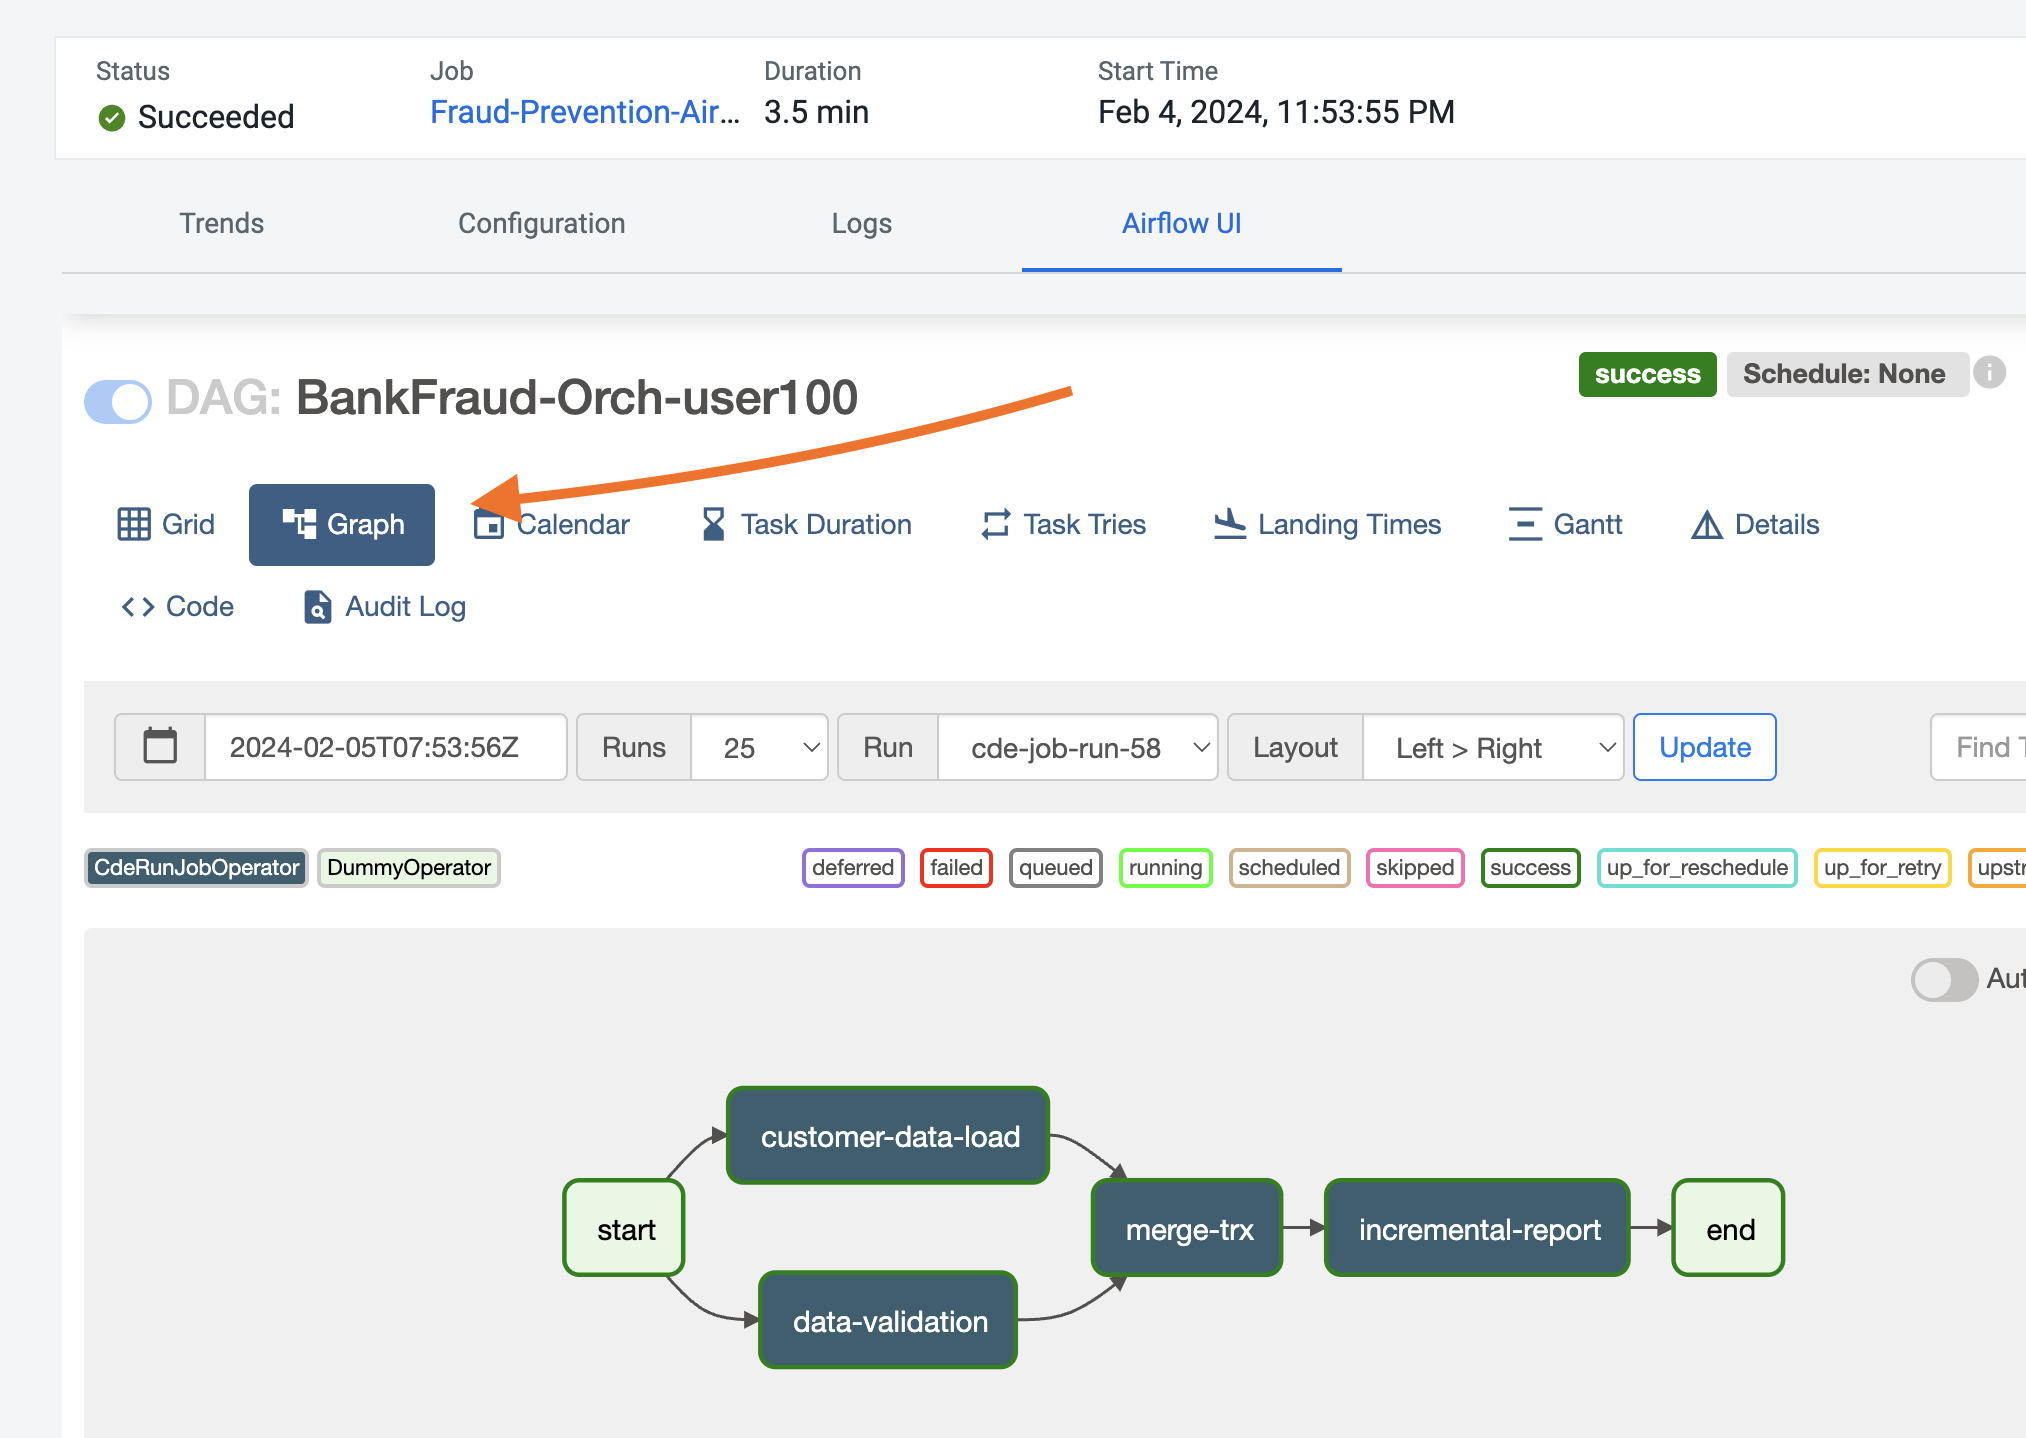 Status Job Duration Start Time
Succeeded Fraud-Prevention-Air... 3.5 min Feb 4, 2024, 11:53:55 PM
Trends Configuration Logs Airflow UI
DAG: BankFraud-Orch-user100 success Schedule: None
Grid Graph Calendar Task Duration Task Tries Landing Times Gantt Details
Code Audit Log
2024-02-05T07:53:56Z Runs 25 Run cde-job-run-58 Layout Left > Right Update Find T
CdeRunJobOperator DummyOperator deferred failed queued running scheduled skipped success up_for_reschedule up_for_retry upstr
Aut
customer-data-load
start merge-trx incremental-report end
data-validation